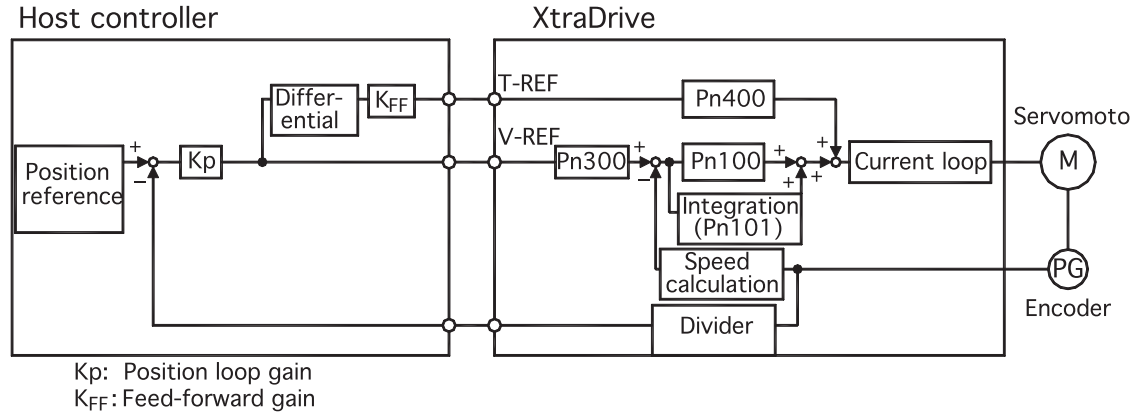 Host controller
XtraDrive
T-REF
Differ-
ential
KFF
Pn400
Servomoto
V-REF
Position
reference
+
−
Kp
Pn300
+
−
Pn100
+
+
+
+
Current loop
M
Integration
(Pn101)
Speed
calculation
PG
Encoder
Divider
Kp: Position loop gain
KFF: Feed-forward gain